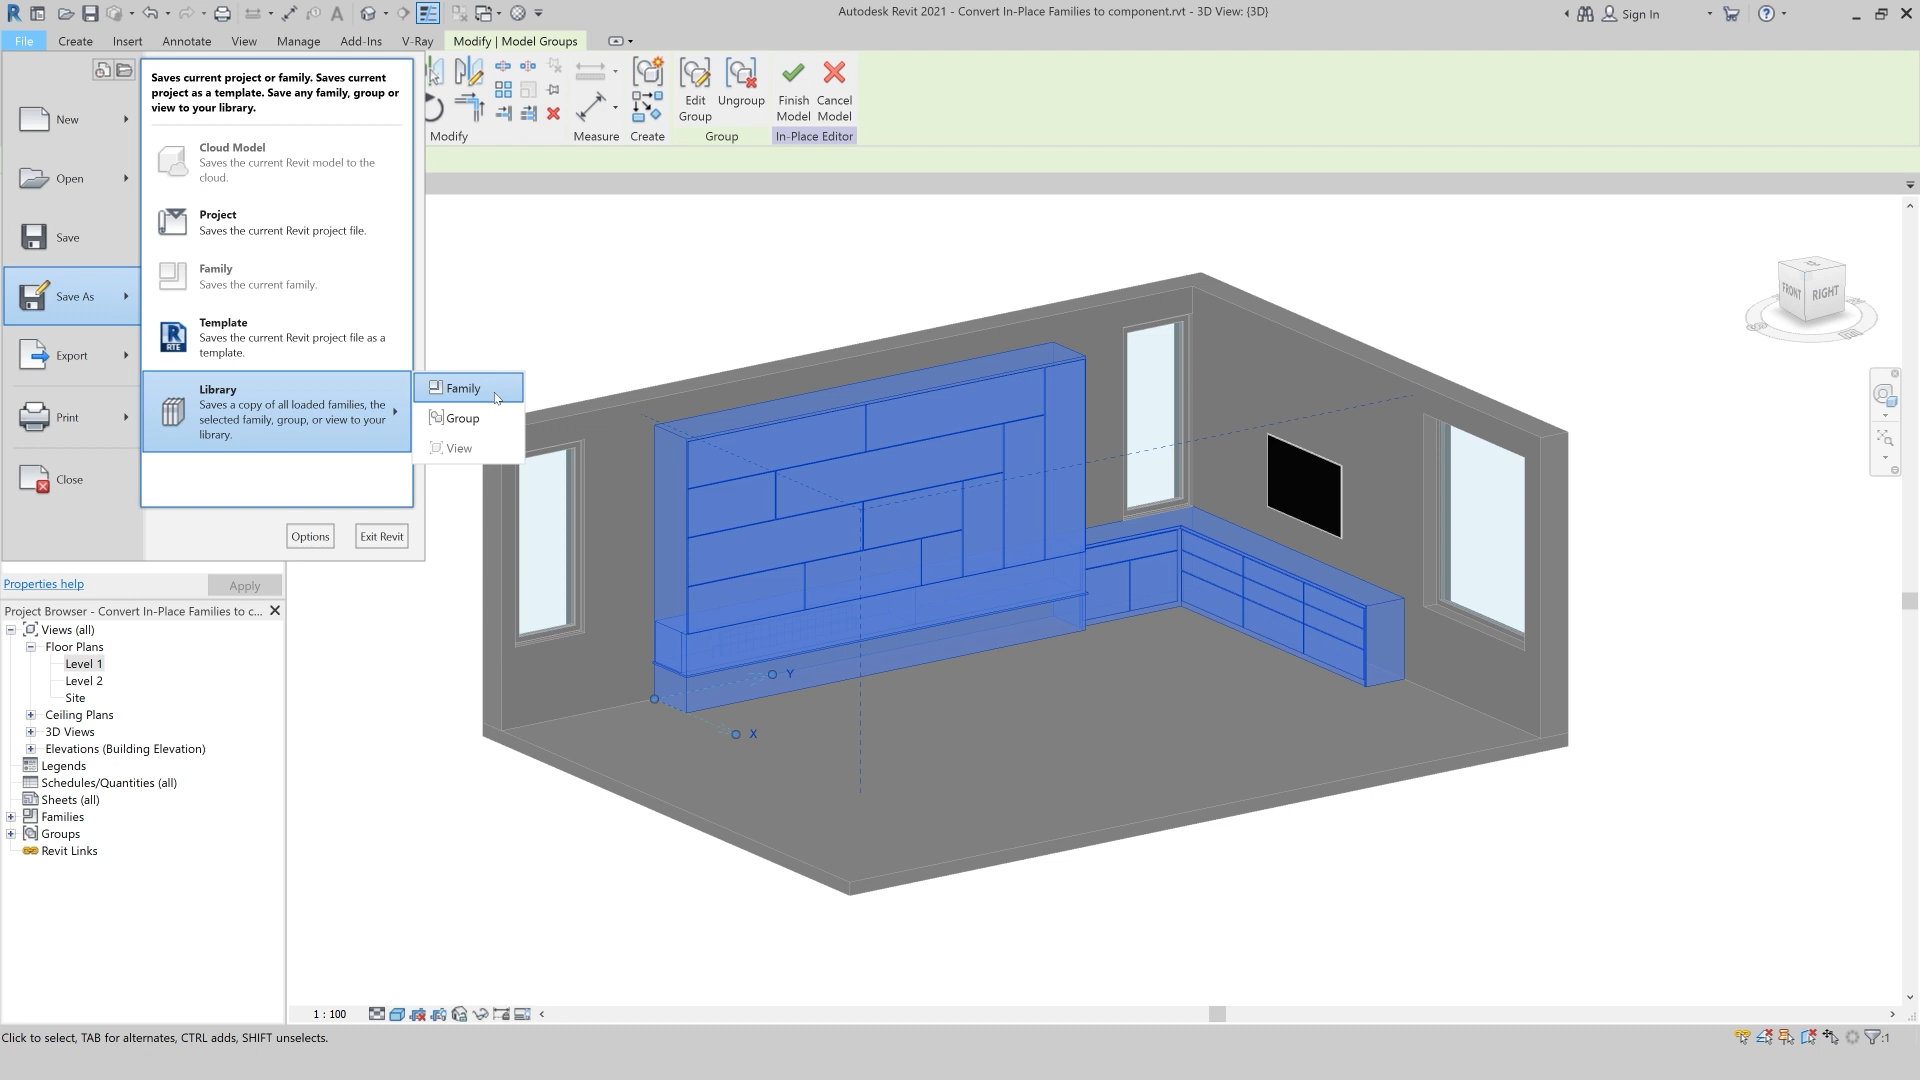 Autodesk Revit 2021 - Convert In-Place Families to component.rvt - 3D View: {3D}
Sign In
File
Create
Insert
Annotate
View
Manage
Add-Ins
V-Ray
Modify | Model Groups
Saves current project or family. Saves current
project as a template. Save any family, group or
view to your library.
New
Open
Save
Save As
Export
Print
Close
Cloud Model
Saves the current Revit model to the
cloud.
Project
Saves the current Revit project file.
Family
Saves the current family.
Template
Saves the current Revit project file as a
template.
RTE
Library
Saves a copy of all loaded families, the
selected family, group, or view to your
library.
Family
Group
View
Options
Exit Revit
Edit
Group
Ungroup
Finish
Model
Cancel
Model
Modify
Measure
Create
Group
In-Place Editor
TOP
FRONT
RIGHT
Y
X
Properties help
Apply
Project Browser - Convert In-Place Families to c...
Views (all)
Floor Plans
Level 1
Level 2
Site
Ceiling Plans
3D Views
Elevations (Building Elevation)
Legends
Schedules/Quantities (all)
Sheets (all)
Families
Groups
Revit Links
1 : 100
Click to select, TAB for alternates, CTRL adds, SHIFT unselects.
:1